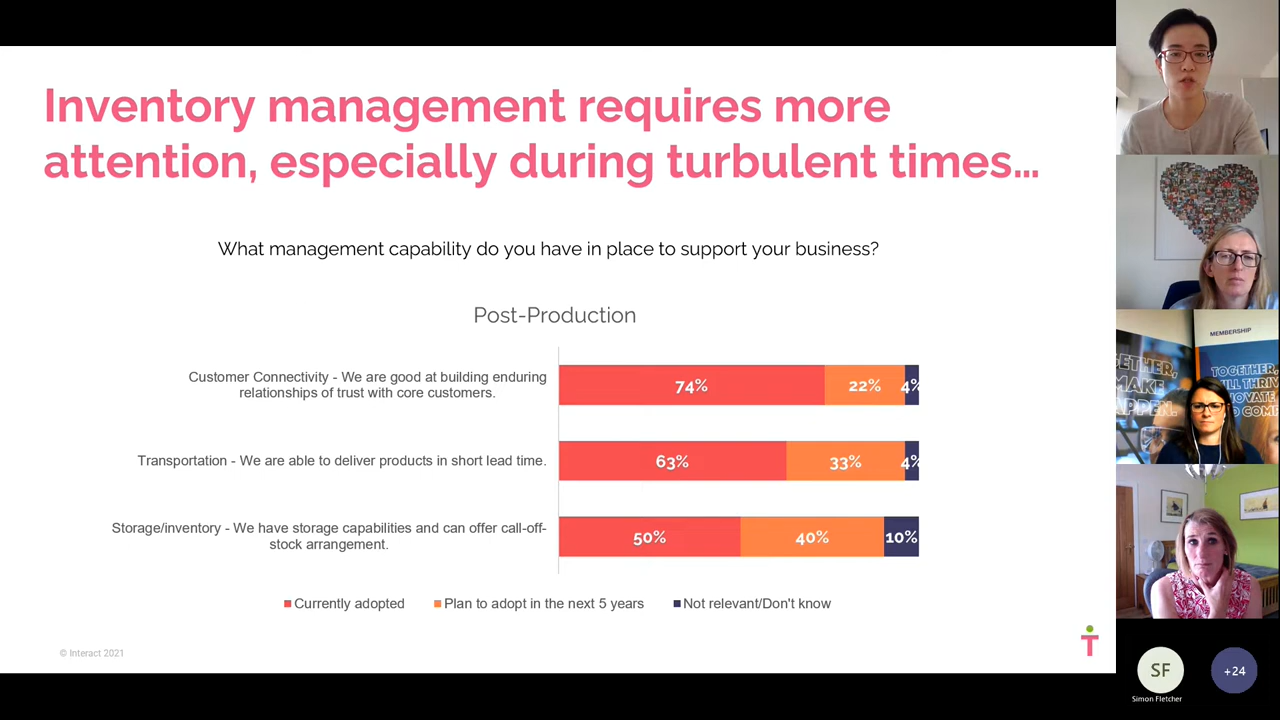 Inventory management requires more
attention, especially during turbulent times...
What management capability do you have in place to support your business?
Post-Production
Customer Connectivity - We are good at building enduring
relationships of trust with core customers.
74%
22%
4%
Transportation - We are able to deliver products in short lead time.
63%
33%
4%
Storage/inventory - We have storage capabilities and can offer call-off-
stock arrangement.
50%
40%
10%
Currently adopted
Plan to adopt in the next 5 years
Not relevant/Don't know
© Interact 2021
MEMBERSHIP
TOGETHER,
MAKE
SF
+24
Simon Fletcher